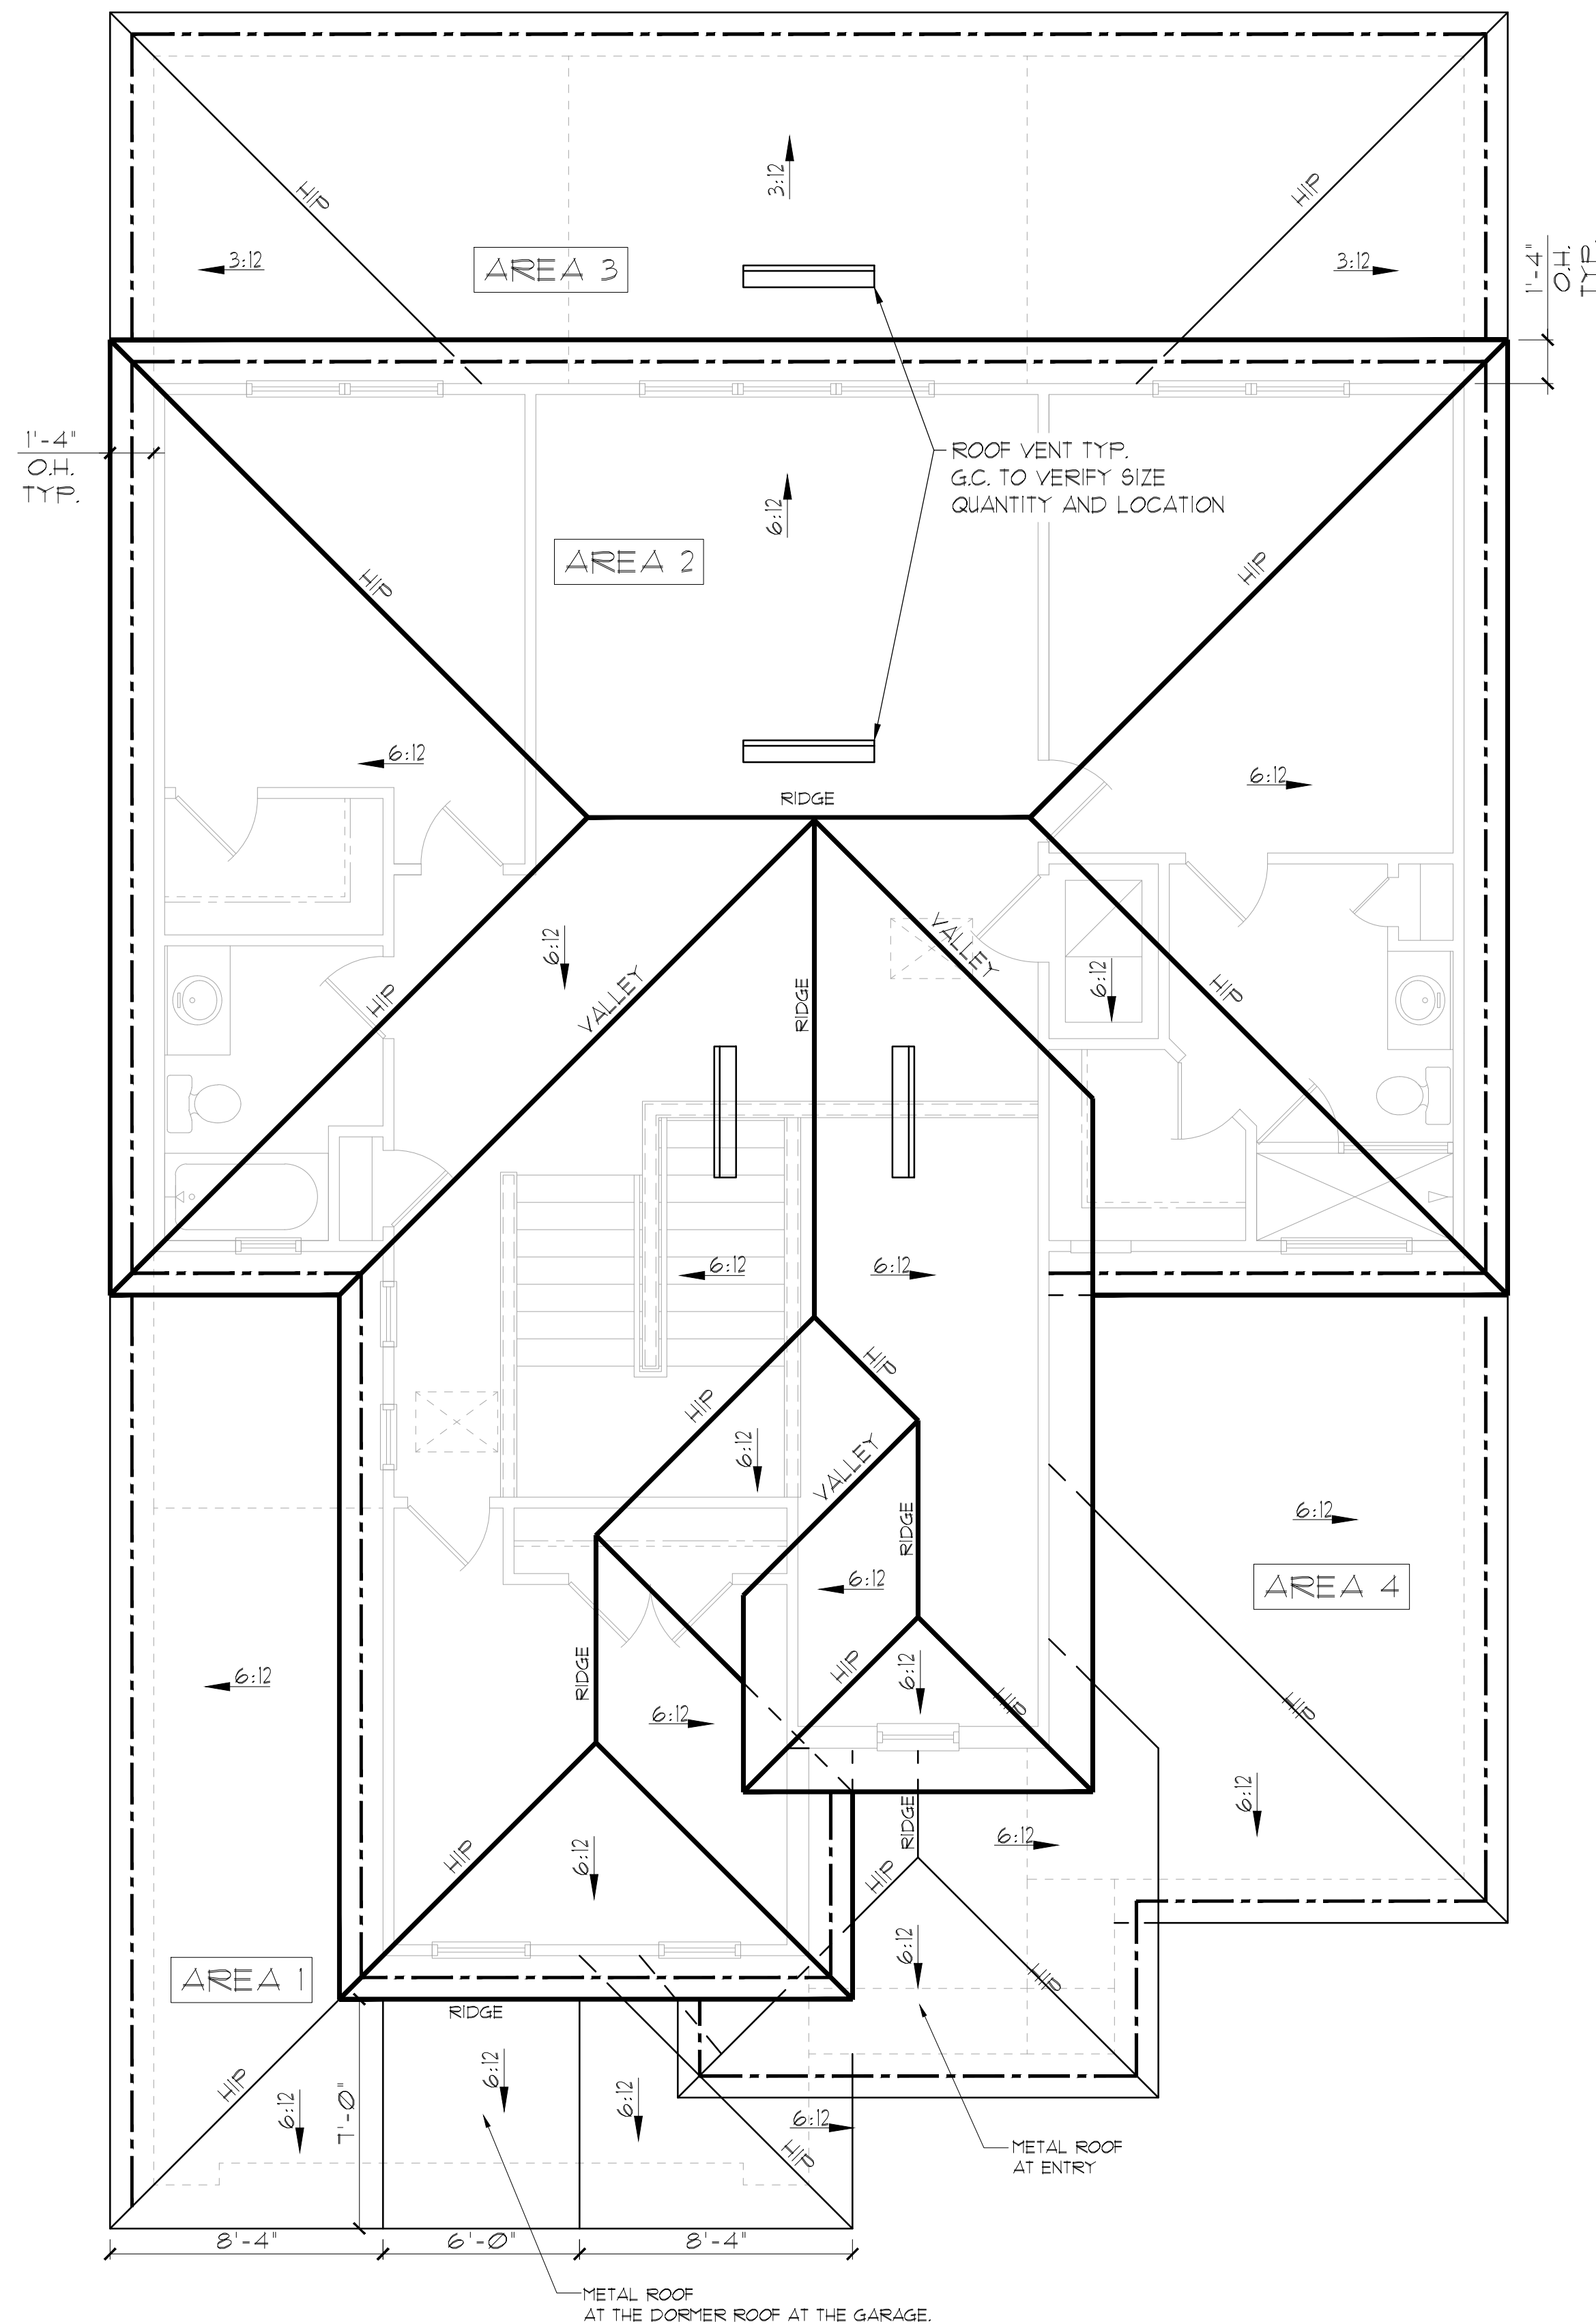 HIP
HIP
3:12
3:12
AREA 3
3:12
1'-4"
O.H.
TYP.
1'-4"
O.H.
TYP.
ROOF VENT TYP.
G.C. TO VERIFY SIZE
QUANTITY AND LOCATION
6:12
AREA 2
HIP
HIP
6:12
6:12
RIDGE
6:12
VALLEY
HIP
VALLEY
RIDGE
6:12
HIP
6:12
6:12
HIP
HIP
6:12
VALLEY
RIDGE
6:12
AREA 4
6:12
6:12
RIDGE
HIP
6:12
HIP
HIP
6:12
6:12
RIDGE
6:12
HIP
6:12
HIP
6:12
HIP
AREA 1
RIDGE
HIP
6:12
7'-0"
6:12
6:12
6:12
HIP
METAL ROOF
AT ENTRY
8'-4"
6'-0"
8'-4"
METAL ROOF
AT THE DORMER ROOF AT THE GARAGE.